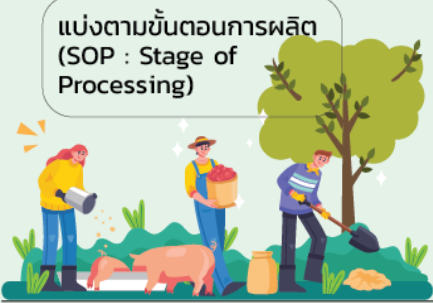 แบ่งตามขั้นตอนการผลิต
(SOP : Stage of
Processing)